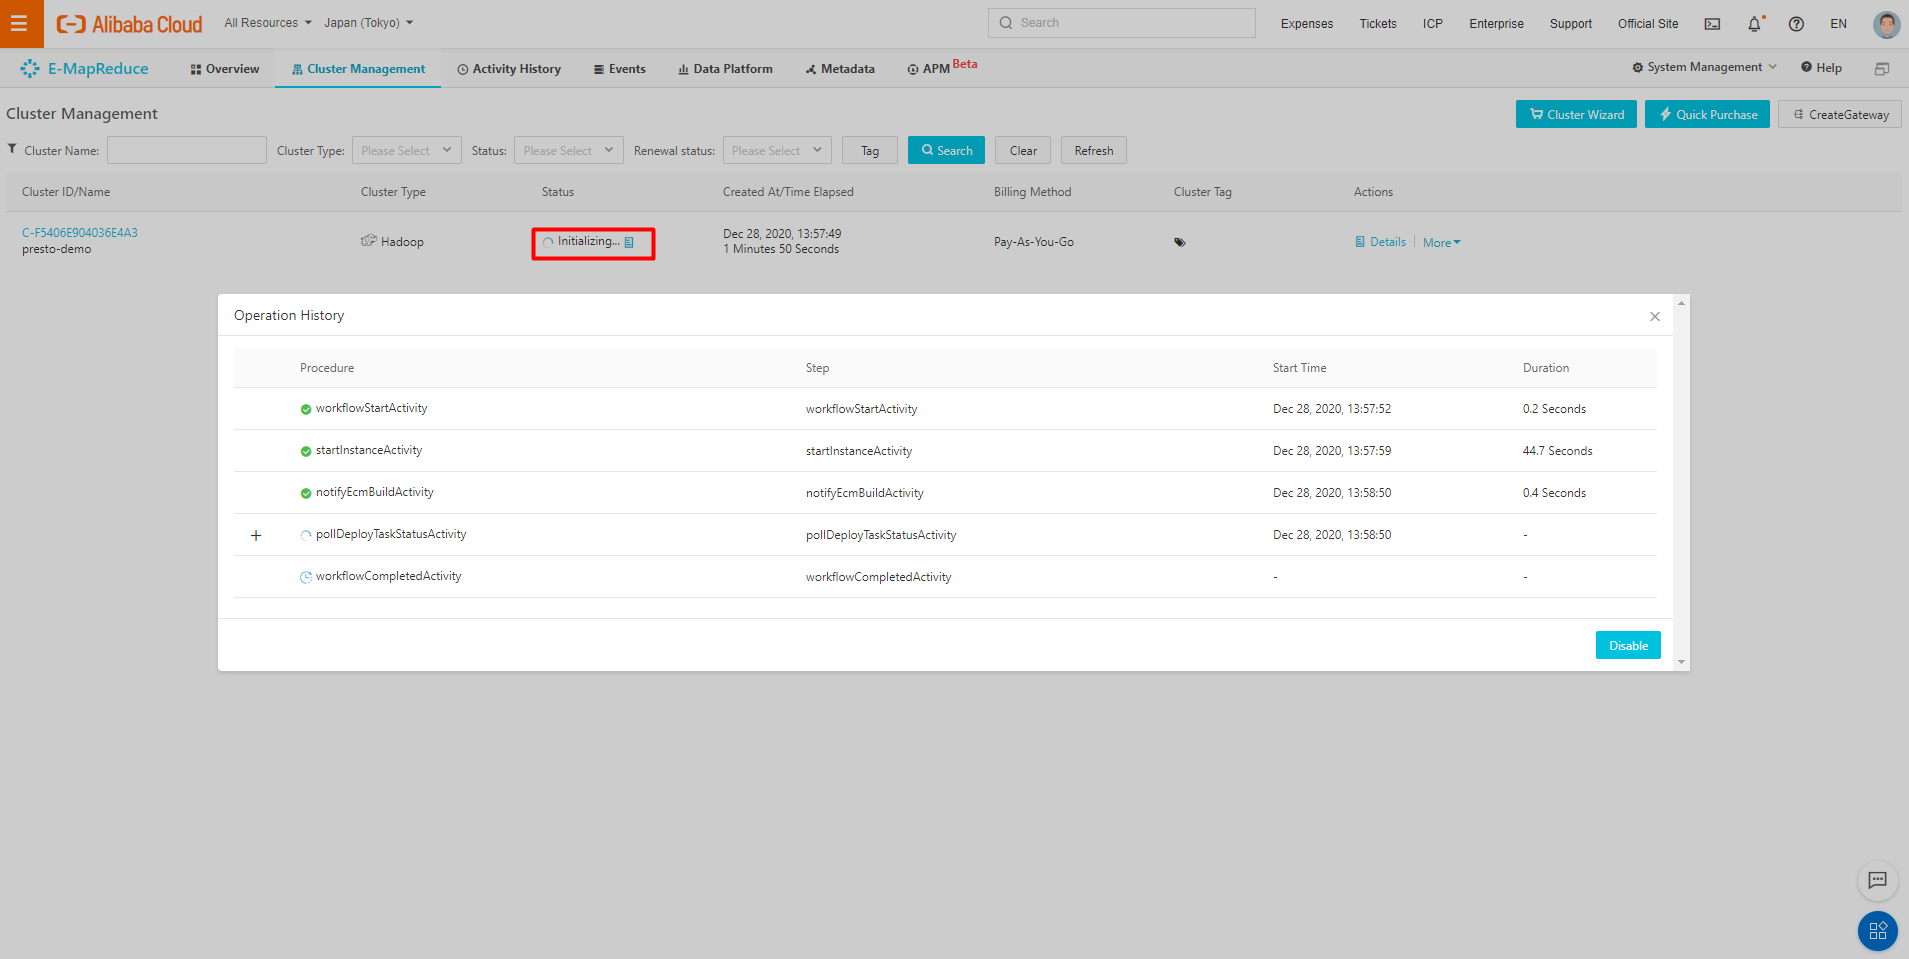 Alibaba Cloud All Resources Japan (Tokyo) Search Expenses Tickets ICP Enterprise Support Official Site EN
E-MapReduce Overview Cluster Management Activity History Events Data Platform Metadata APM Beta System Management Help
Cluster Management Cluster Wizard Quick Purchase CreateGateway
Cluster Name: Cluster Type: Please Select Status: Please Select Renewal status: Please Select Tag Search Clear Refresh
Cluster ID/Name Cluster Type Status Created At/Time Elapsed Billing Method Cluster Tag Actions
C-F5406E904036E4A3
presto-demo
Hadoop
Initializing...
Dec 28, 2020, 13:57:49
1 Minutes 50 Seconds
Pay-As-You-Go
Details More
Operation History
Procedure Step Start Time Duration
workflowStartActivity workflowStartActivity Dec 28, 2020, 13:57:52 0.2 Seconds
startInstanceActivity startInstanceActivity Dec 28, 2020, 13:57:59 44.7 Seconds
notifyEcmBuildActivity notifyEcmBuildActivity Dec 28, 2020, 13:58:50 0.4 Seconds
+ pollDeployTaskStatusActivity pollDeployTaskStatusActivity Dec 28, 2020, 13:58:50 -
workflowCompletedActivity workflowCompletedActivity - -
Disable